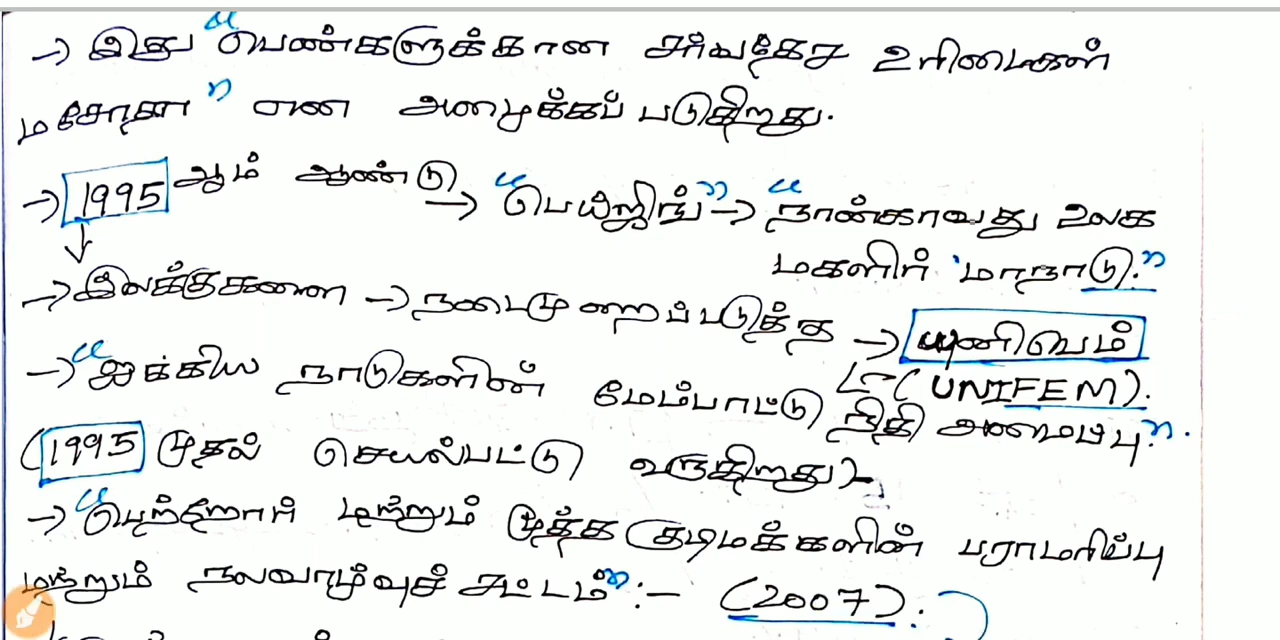 → இது "பெண்களுக்கான சர்வதேச உரிமைகள்
மசோதா" என அழைக்கப் படுகிறது.
→ 1995 ஆம் ஆண்டு → "பெய்ஜிங்" → "நான்காவது உலக
மகளிர் 'மாநாடு."
→ இலக்குகளை → நடைமுறைப்படுத்த → யுனிவெம்
(UNIFEM).
→ "ஐக்கிய நாடுகளின் மேம்பாட்டு நிதி அமைப்பு".
(1995 முதல் செயல்பட்டு வருகிறது)
→ "பெற்றோர் மற்றும் மூத்த குடிமக்களின் பராமரிப்பு
மற்றும் நலவாழ்வுச் சட்டம்" :- (2007).